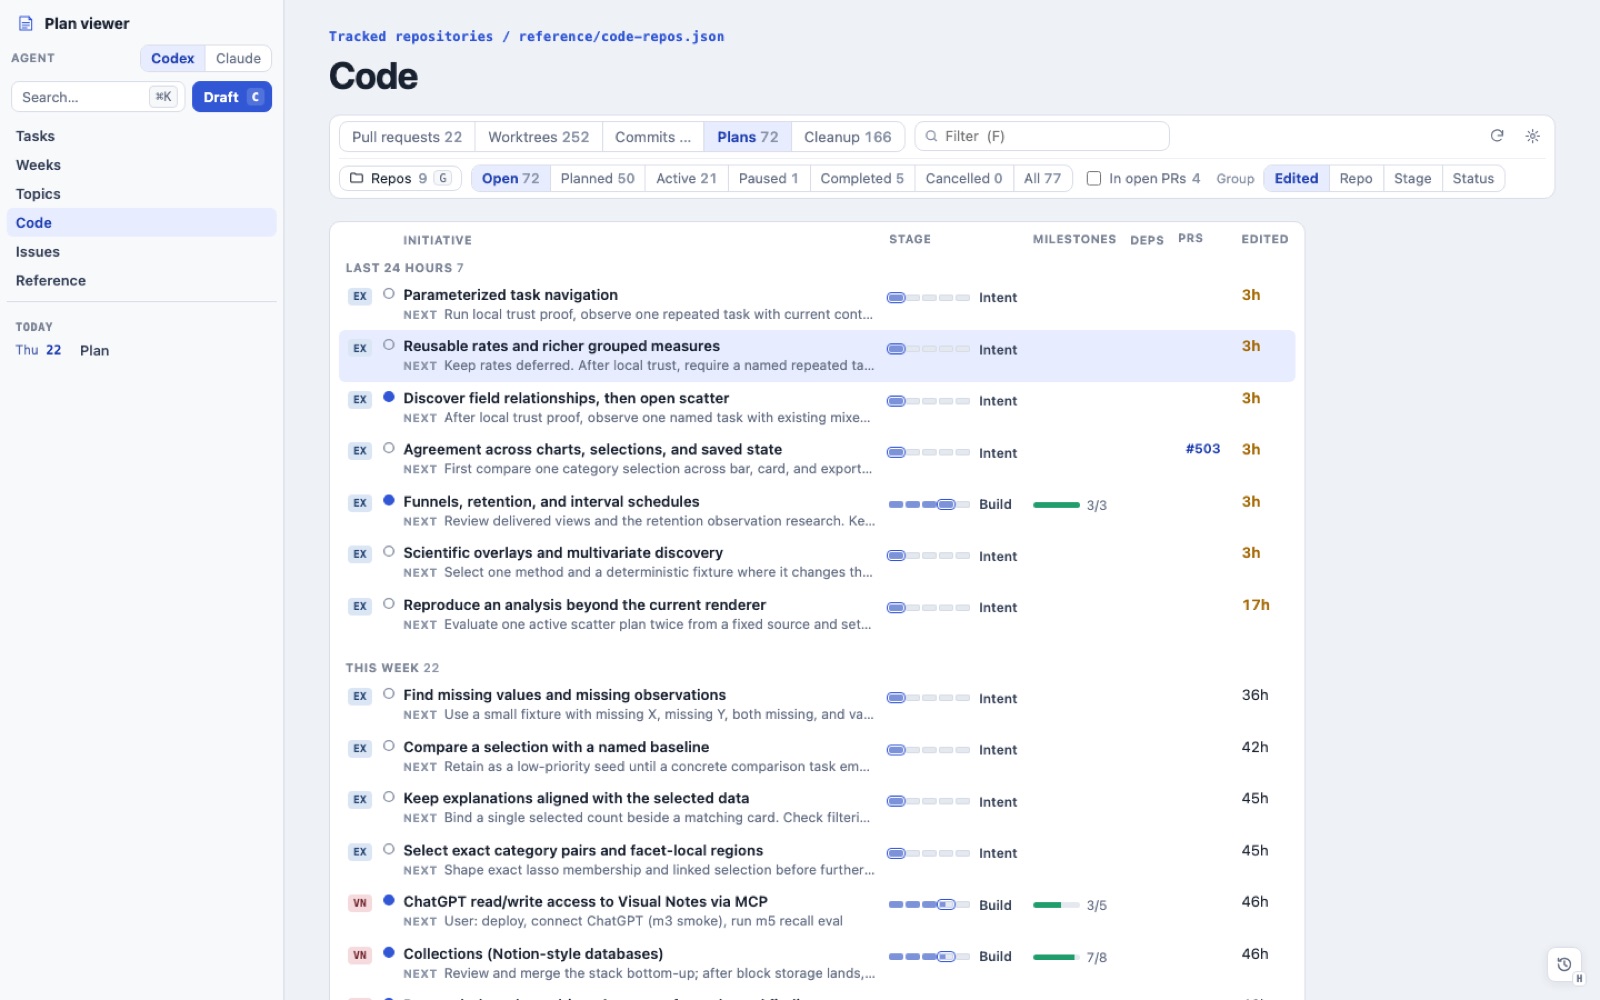 Plan viewer
AGENT Codex Claude
Search... ⌘K Draft C
Tasks
Weeks
Topics
Code
Issues
Reference
TODAY
Thu 22 Plan
Tracked repositories / reference/code-repos.json
Code
Pull requests 22 Worktrees 252 Commits ... Plans 72 Cleanup 166 Filter (F)
Repos 9 G Open 72 Planned 50 Active 21 Paused 1 Completed 5 Cancelled 0 All 77 In open PRs 4 Group Edited Repo Stage Status
INITIATIVE STAGE MILESTONES DEPS PRS EDITED
LAST 24 HOURS 7
EX Parameterized task navigation Intent 3h
NEXT Run local trust proof, observe one repeated task with current cont...
EX Reusable rates and richer grouped measures Intent 3h
NEXT Keep rates deferred. After local trust, require a named repeated ta...
EX Discover field relationships, then open scatter Intent 3h
NEXT After local trust proof, observe one named task with existing mixe...
EX Agreement across charts, selections, and saved state Intent #503 3h
NEXT First compare one category selection across bar, card, and export...
EX Funnels, retention, and interval schedules Build 3/3 3h
NEXT Review delivered views and the retention observation research. Ke...
EX Scientific overlays and multivariate discovery Intent 3h
NEXT Select one method and a deterministic fixture where it changes th...
EX Reproduce an analysis beyond the current renderer Intent 17h
NEXT Evaluate one active scatter plan twice from a fixed source and set...
THIS WEEK 22
EX Find missing values and missing observations Intent 36h
NEXT Use a small fixture with missing X, missing Y, both missing, and va...
EX Compare a selection with a named baseline Intent 42h
NEXT Retain as a low-priority seed until a concrete comparison task em...
EX Keep explanations aligned with the selected data Intent 45h
NEXT Bind a single selected count beside a matching card. Check filteri...
EX Select exact category pairs and facet-local regions Intent 45h
NEXT Shape exact lasso membership and linked selection before further...
VN ChatGPT read/write access to Visual Notes via MCP Build 3/5 46h
NEXT User: deploy, connect ChatGPT (m3 smoke), run m5 recall eval
VN Collections (Notion-style databases) Build 7/8 46h
NEXT Review and merge the stack bottom-up; after block storage lands,...
H